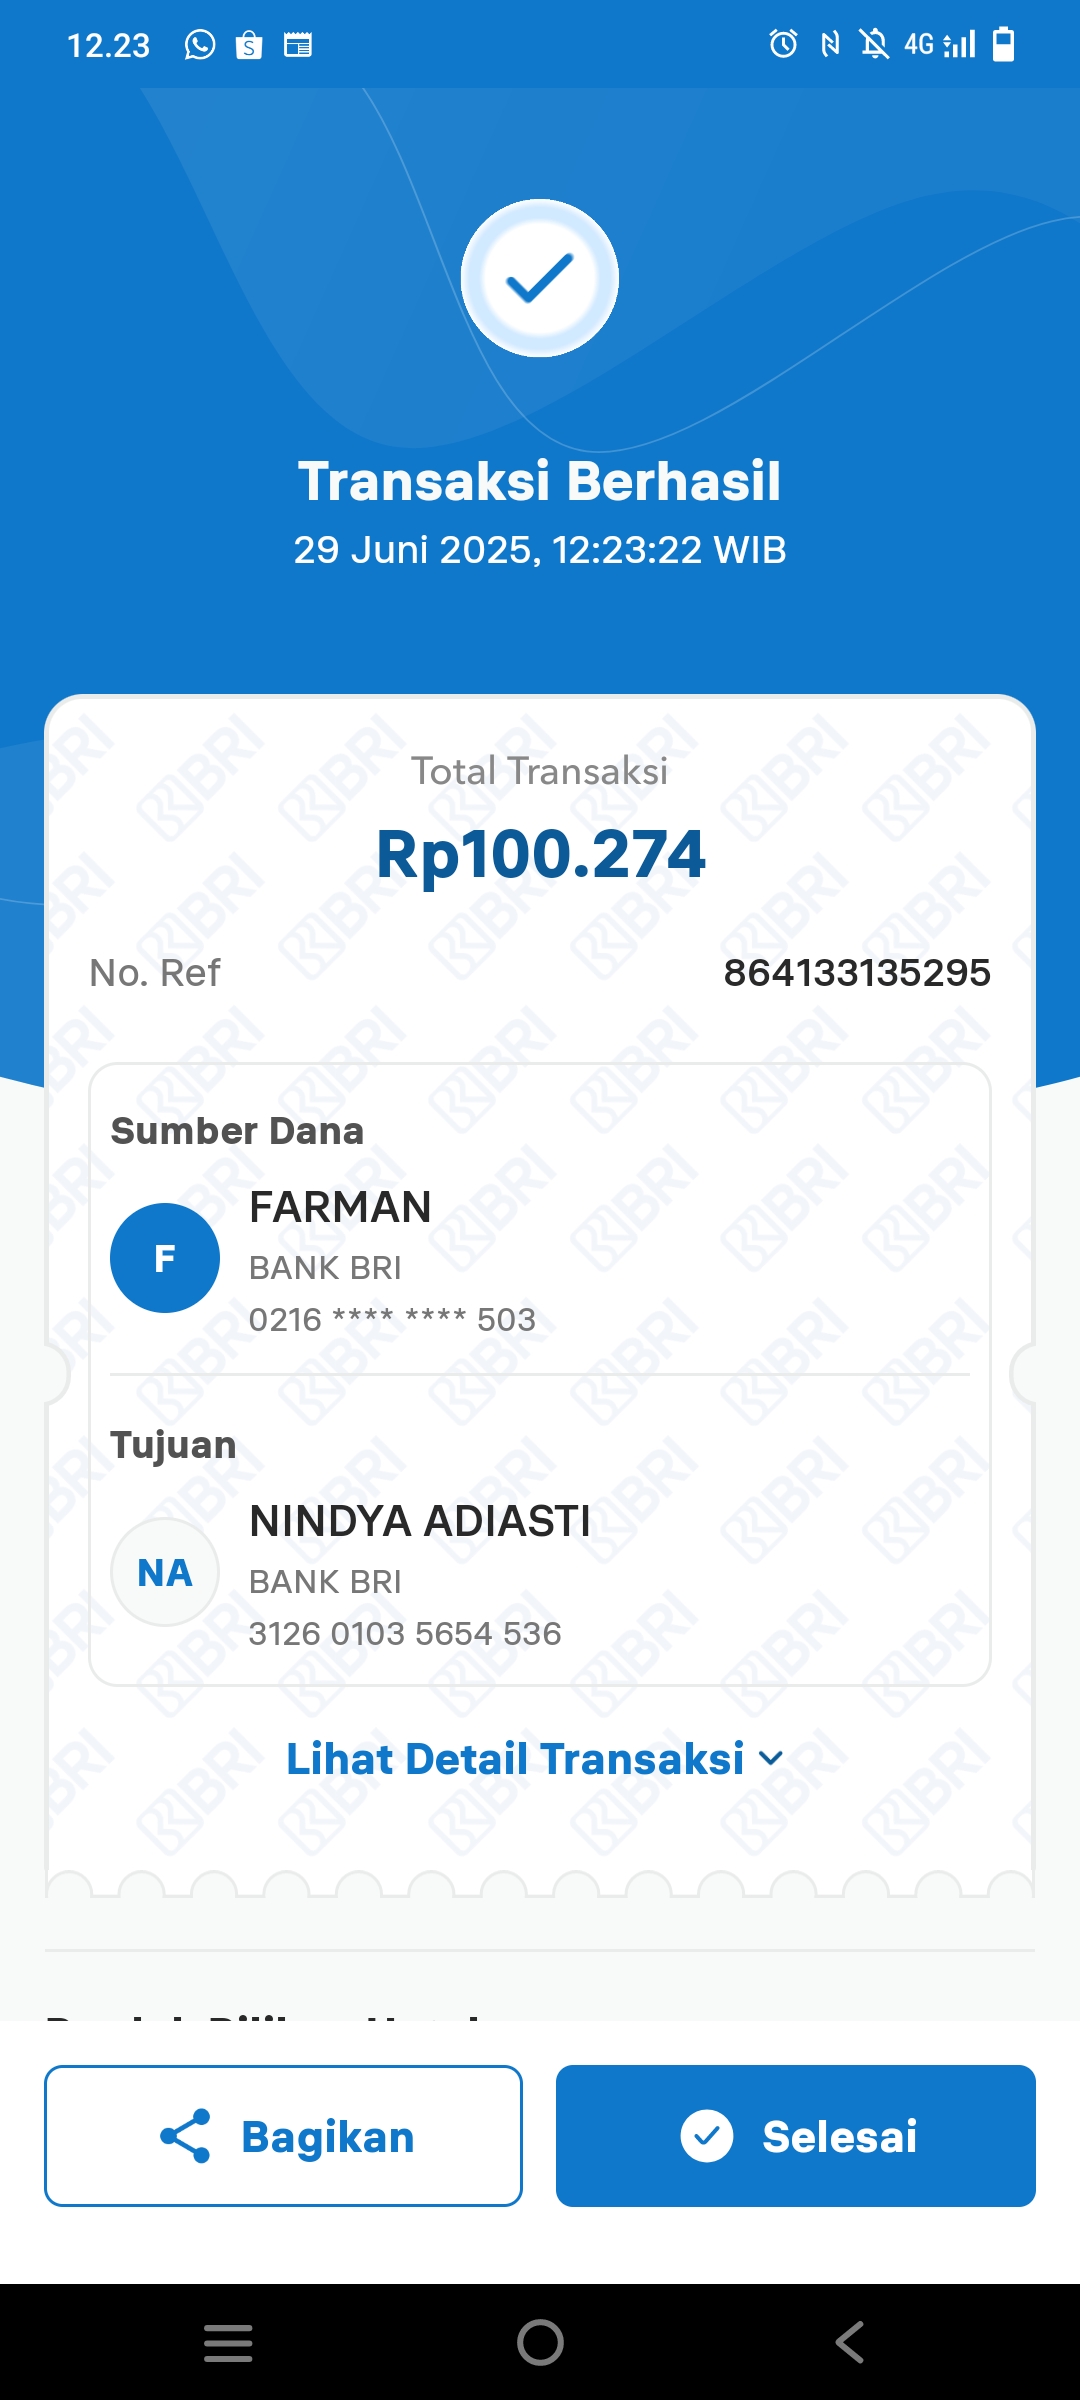 12.23
4G
Transaksi Berhasil
29 Juni 2025, 12:23:22 WIB
Total Transaksi
Rp100.274
No. Ref 864133135295
Sumber Dana
F
FARMAN
BANK BRI
0216 **** **** 503
Tujuan
NA
NINDYA ADIASTI
BANK BRI
3126 0103 5654 536
Lihat Detail Transaksi
Bagikan
Selesai